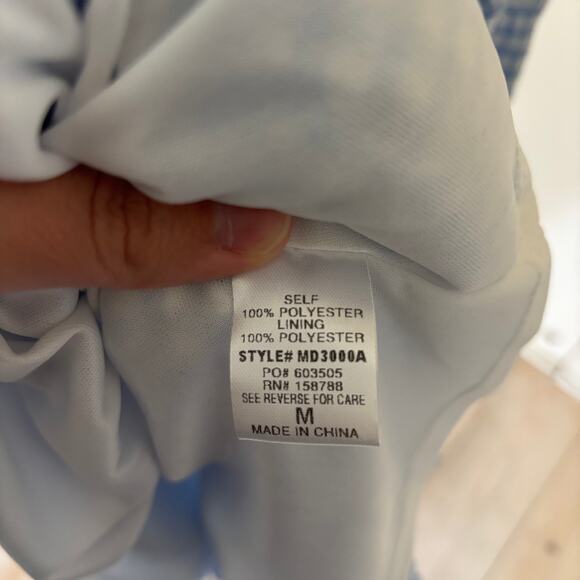 SELF
100% POLYESTER
LINING
100% POLYESTER
STYLE# MD3000A
PO# 603505
RN# 158788
SEE REVERSE FOR CARE
M
MADE IN CHINA